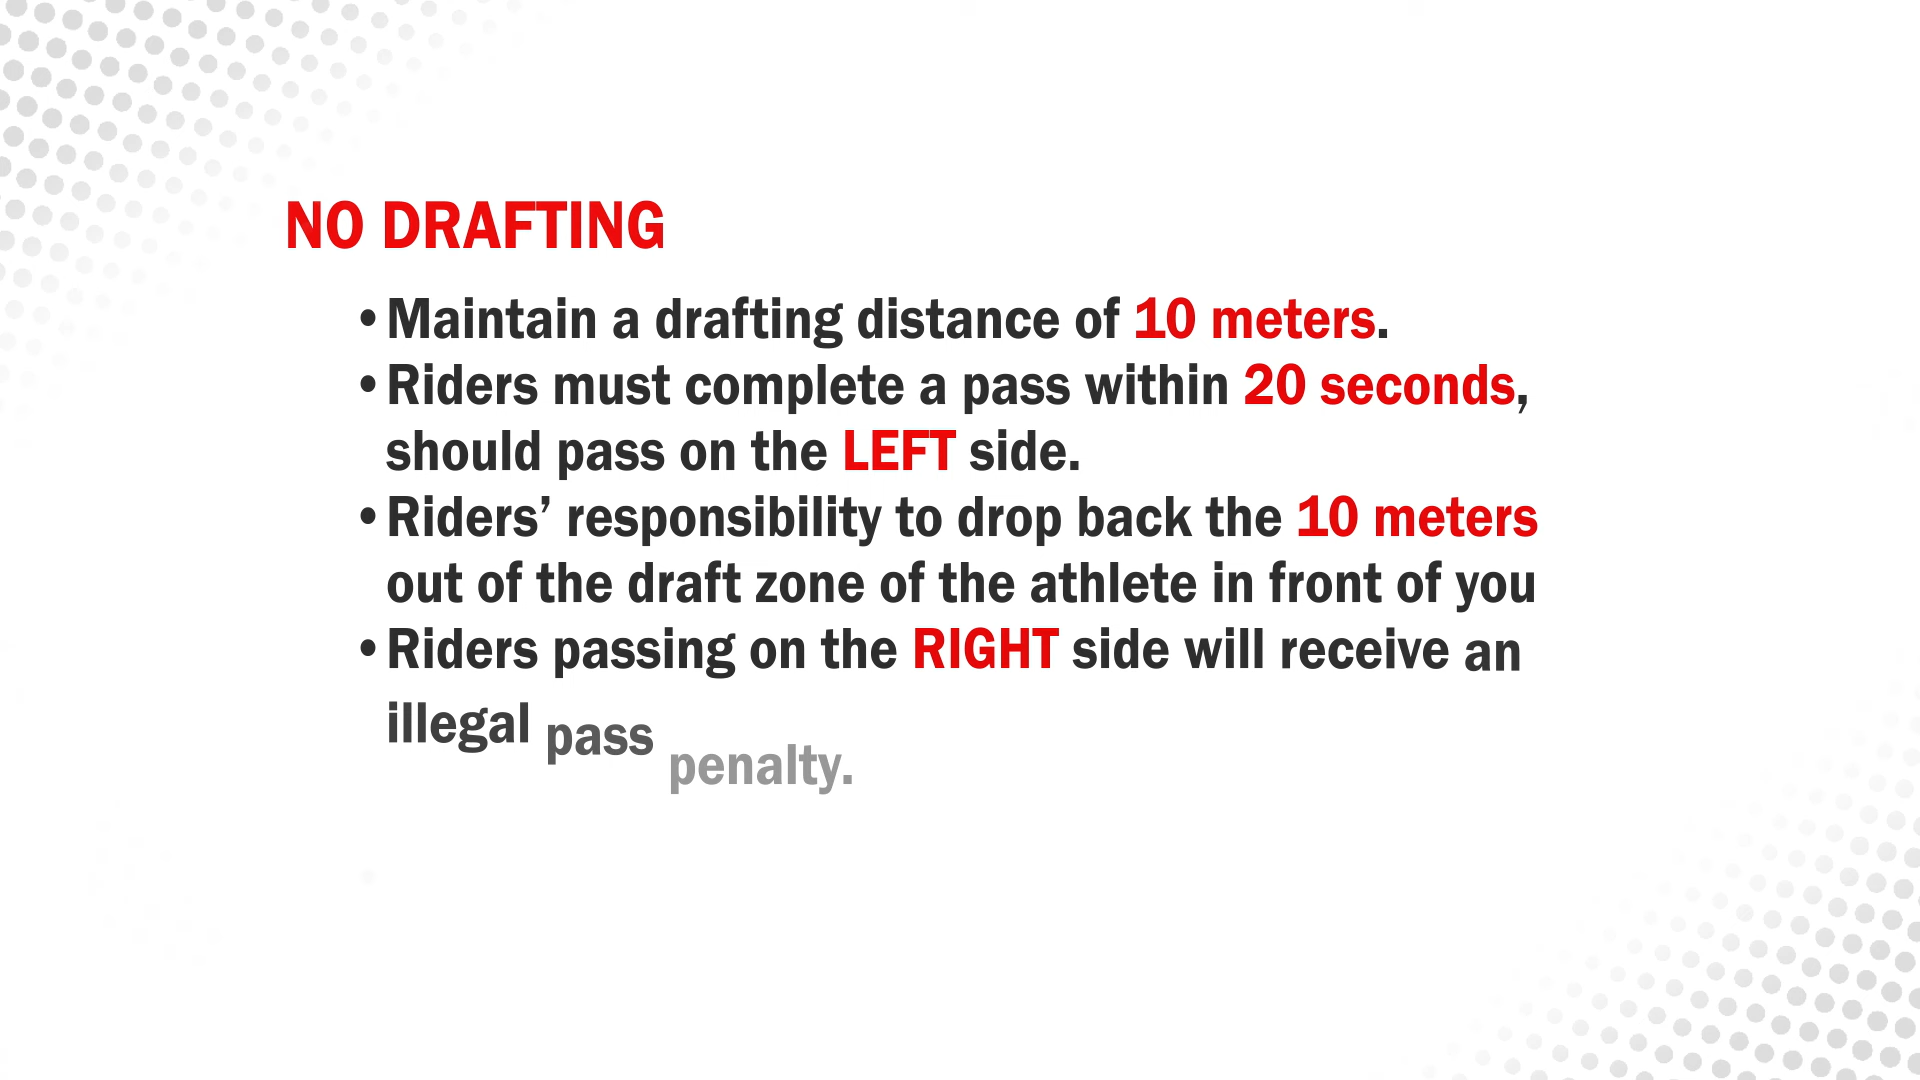 NO DRAFTING
•Maintain a drafting distance of 10 meters.
•Riders must complete a pass within 20 seconds,
should pass on the LEFT side.
•Riders’ responsibility to drop back the 10 meters
out of the draft zone of the athlete in front of you
•Riders passing on the RIGHT side will receive an
illegal pass penalty.